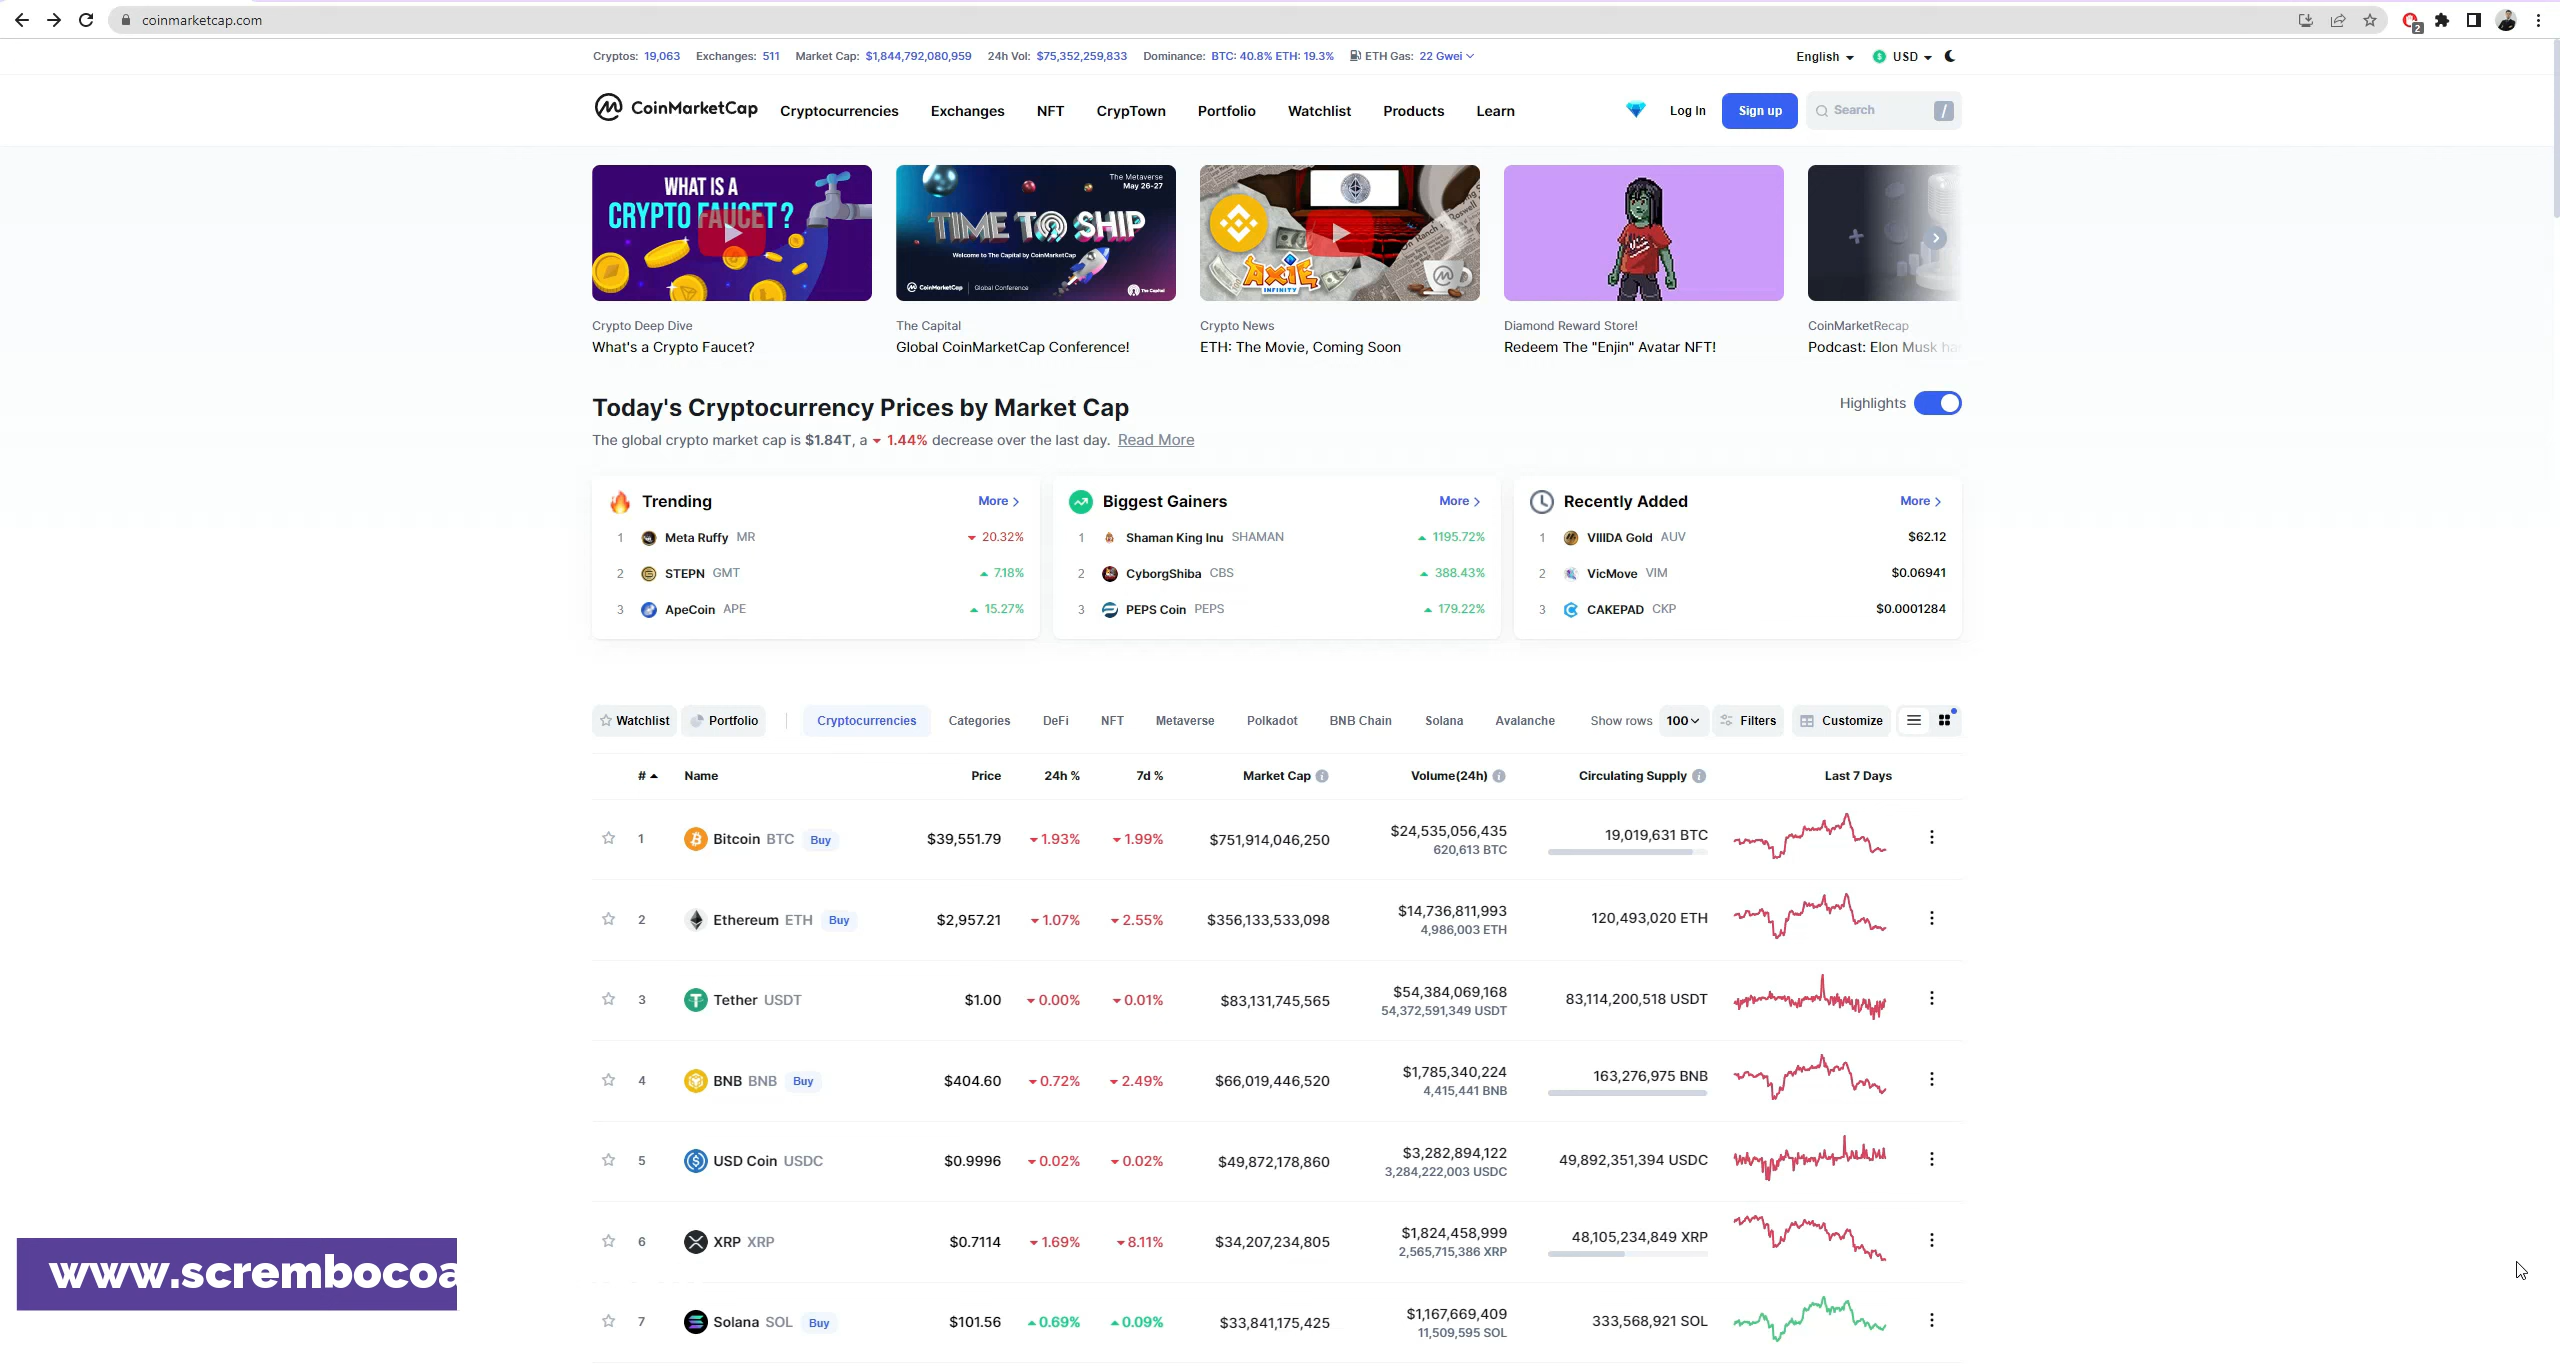 coinmarketcap.com
2
Cryptos: 19,063 Exchanges: 511 Market Cap: $1,844,792,080,959 24h Vol: $75,352,259,833 Dominance: BTC: 40.8% ETH: 19.3% ETH Gas: 22 Gwei English USD
CoinMarketCap Cryptocurrencies Exchanges NFT CrypTown Portfolio Watchlist Products Learn Log In Sign up Search /
WHAT IS A
CRYPTO FAUCET?
The Metaverse
May 26-27
TIME TO SHIP
Welcome to The Capital by CoinMarketCap
CoinMarketCap Global Conference The Capital
On Ranch Roswell
AXIE
INFINITY
Crypto Deep Dive
What's a Crypto Faucet?
The Capital
Global CoinMarketCap Conference!
Crypto News
ETH: The Movie, Coming Soon
Diamond Reward Store!
Redeem The "Enjin" Avatar NFT!
CoinMarketRecap
Podcast: Elon Musk ha
Today's Cryptocurrency Prices by Market Cap
Highlights
The global crypto market cap is $1.84T, a 1.44% decrease over the last day. Read More
Trending More
1 Meta Ruffy MR 20.32%
2 STEPN GMT 7.18%
3 ApeCoin APE 15.27%
Biggest Gainers More
1 Shaman King Inu SHAMAN 1195.72%
2 CyborgShiba CBS 388.43%
3 PEPS Coin PEPS 179.22%
Recently Added More
1 VIIIDA Gold AUV $62.12
2 VicMove VIM $0.06941
3 CAKEPAD CKP $0.0001284
Watchlist Portfolio Cryptocurrencies Categories DeFi NFT Metaverse Polkadot BNB Chain Solana Avalanche Show rows 100 Filters Customize
# Name Price 24h % 7d % Market Cap Volume(24h) Circulating Supply Last 7 Days
1 Bitcoin BTC Buy $39,551.79 1.93% 1.99% $751,914,046,250 $24,535,056,435 19,019,631 BTC
620,613 BTC
2 Ethereum ETH Buy $2,957.21 1.07% 2.55% $356,133,533,098 $14,736,811,993 120,493,020 ETH
4,986,003 ETH
3 Tether USDT $1.00 0.00% 0.01% $83,131,745,565 $54,384,069,168 83,114,200,518 USDT
54,372,591,349 USDT
4 BNB BNB Buy $404.60 0.72% 2.49% $66,019,446,520 $1,785,340,224 163,276,975 BNB
4,415,441 BNB
5 USD Coin USDC $0.9996 0.02% 0.02% $49,872,178,860 $3,282,894,122 49,892,351,394 USDC
3,284,222,003 USDC
6 XRP XRP $0.7114 1.69% 8.11% $34,207,234,805 $1,824,458,999 48,105,234,849 XRP
2,565,715,386 XRP
7 Solana SOL Buy $101.56 0.69% 0.09% $33,841,175,425 $1,167,669,409 333,568,921 SOL
11,509,595 SOL
www.scrembocoa